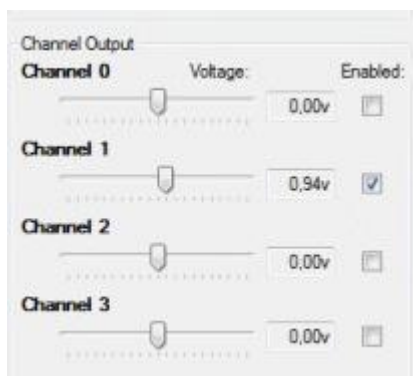 Channel Output
Channel 0 Voltage: Enabled:
0,00v
Channel 1
0,94v
Channel 2
0,00v
Channel 3
0,00v